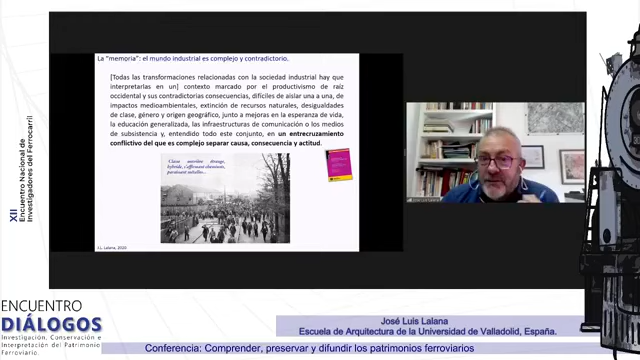 La "memoria": el mundo industrial es complejo y contradictorio.
[Todas las transformaciones relacionadas con la sociedad industrial hay que
interpretarlas en un] contexto marcado por el productivismo de raíz
occidental y sus contradictorias consecuencias, difíciles de aislar una a una, de
impactos medioambientales, extinción de recursos naturales, desigualdades
de clase, género y origen geográfico, junto a mejoras en la esperanza de vida,
la educación generalizada, las infraestructuras de comunicación o los medios
de subsistencia y, entendido todo este conjunto, en un entrecruzamiento
conflictivo del que es complejo separar causa, consecuencia y actitud.
J.L. Lalana, 2020
XII
Encuentro Nacional de
Investigadores del Ferrocarril
ENCUENTRO
DIÁLOGOS
Investigación, Conservación e
Interpretación del Patrimonio
Ferroviario.
José Luis Lalana
Escuela de Arquitectura de la Universidad de Valladolid, España.
Conferencia: Comprender, preservar y difundir los patrimonios ferroviarios